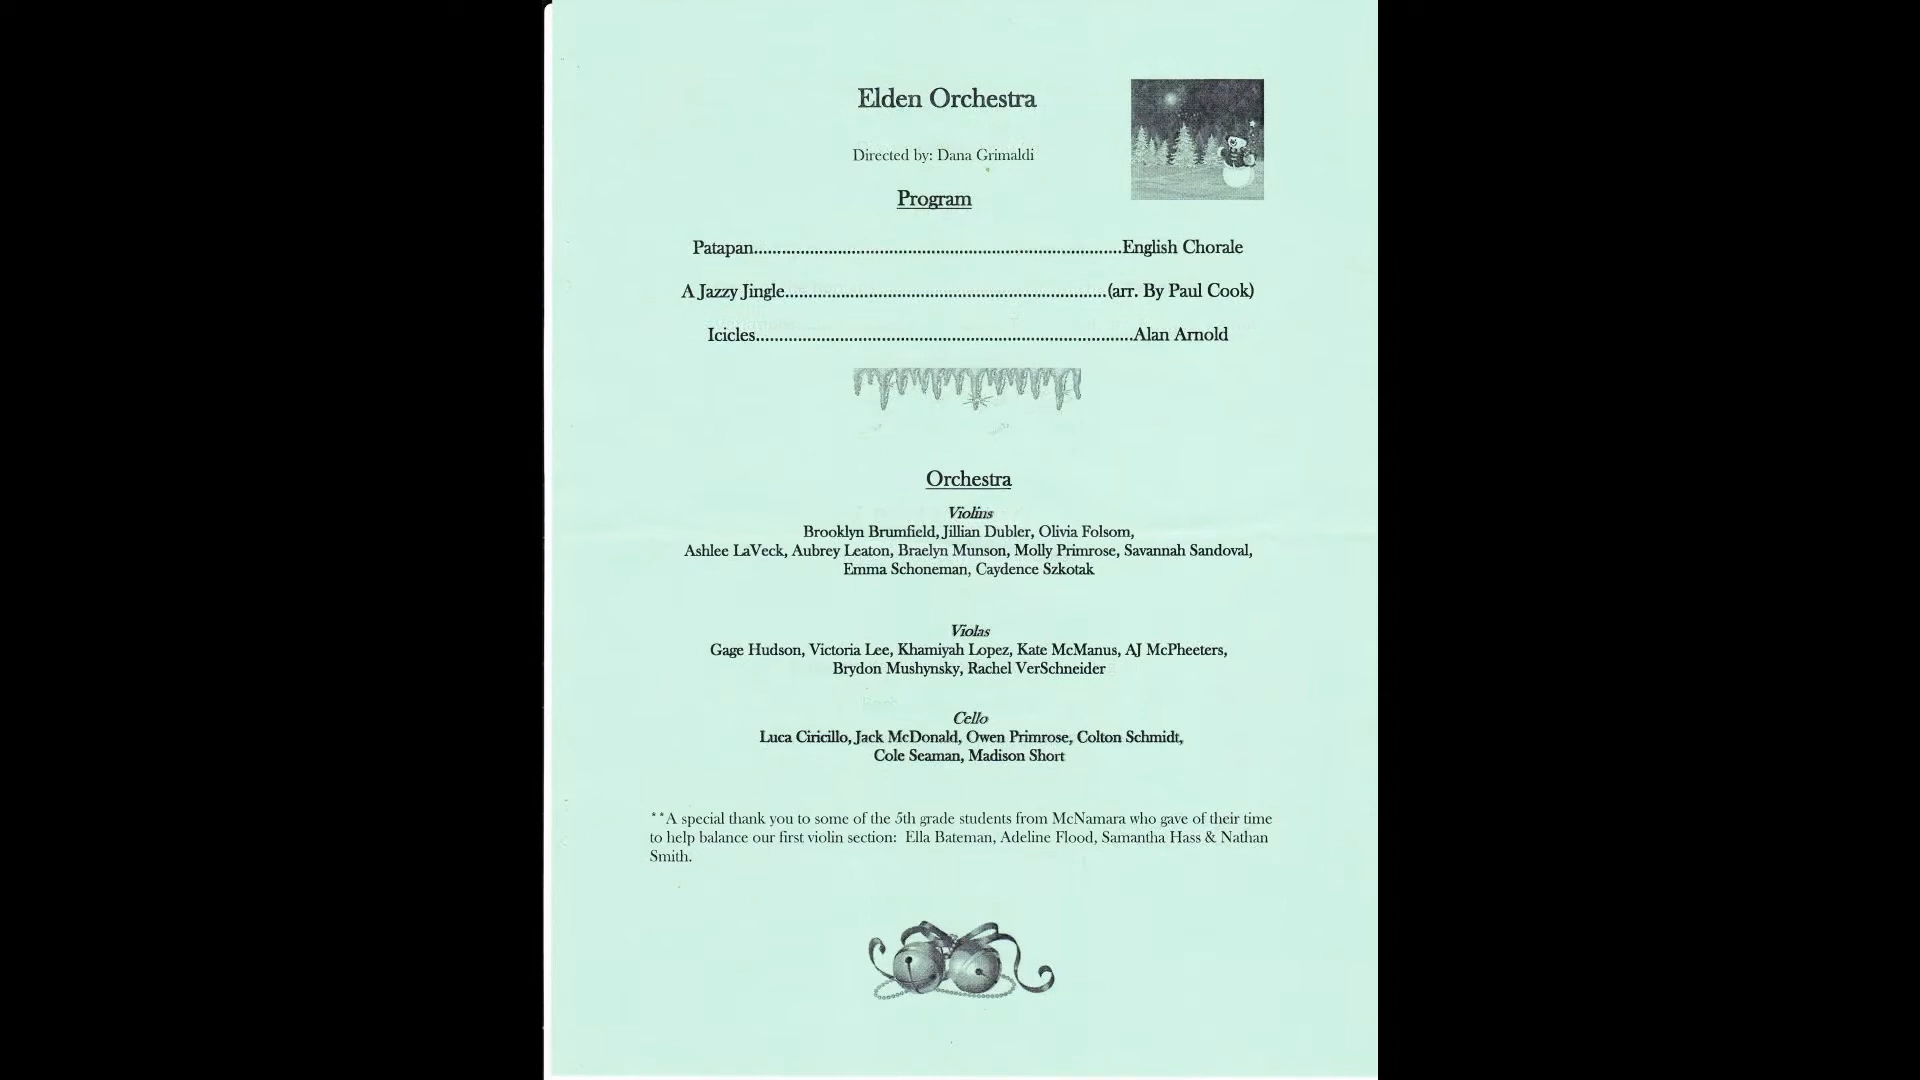 Elden Orchestra
Directed by: Dana Grimaldi
Program
Patapan...............................................................................English Chorale
A Jazzy Jingle.....................................................................(arr. By Paul Cook)
Icicles.................................................................................Alan Arnold
Orchestra
Violins
Brooklyn Brumfield, Jillian Dubler, Olivia Folsom,
Ashlee LaVeck, Aubrey Leaton, Braelyn Munson, Molly Primrose, Savannah Sandoval,
Emma Schoneman, Caydence Szkotak
Violas
Gage Hudson, Victoria Lee, Khamiyah Lopez, Kate McManus, AJ McPheeters,
Brydon Mushynsky, Rachel VerSchneider
Cello
Luca Ciricillo, Jack McDonald, Owen Primrose, Colton Schmidt,
Cole Seaman, Madison Short
**A special thank you to some of the 5th grade students from McNamara who gave of their time
to help balance our first violin section: Ella Bateman, Adeline Flood, Samantha Hass & Nathan
Smith.